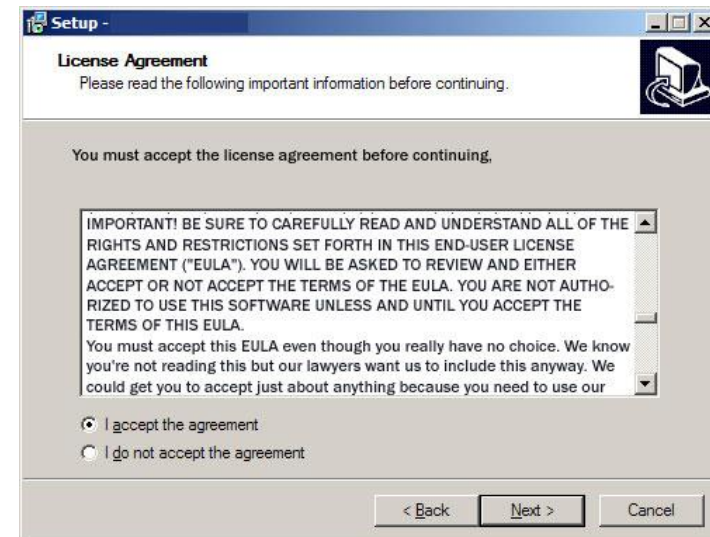 Setup -
License Agreement
Please read the following important information before continuing.
You must accept the license agreement before continuing,
IMPORTANT! BE SURE TO CAREFULLY READ AND UNDERSTAND ALL OF THE
RIGHTS AND RESTRICTIONS SET FORTH IN THIS END-USER LICENSE
AGREEMENT ("EULA"). YOU WILL BE ASKED TO REVIEW AND EITHER
ACCEPT OR NOT ACCEPT THE TERMS OF THE EULA. YOU ARE NOT AUTHO-
RIZED TO USE THIS SOFTWARE UNLESS AND UNTIL YOU ACCEPT THE
TERMS OF THIS EULA.
You must accept this EULA even though you really have no choice. We know
you're not reading this but our lawyers want us to include this anyway. We
could get you to accept just about anything because you need to use our
I accept the agreement
I do not accept the agreement
< Back Next > Cancel